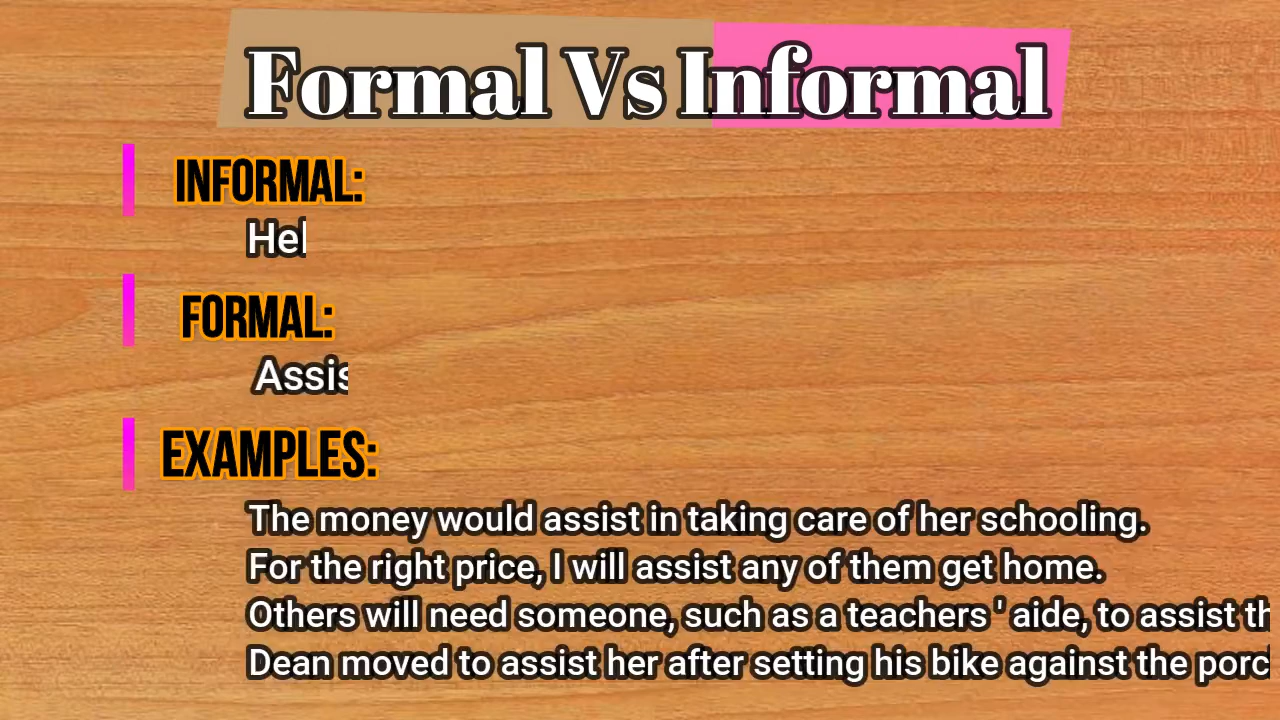 Formal Vs Informal
INFORMAL:
Hel
FORMAL:
Assis
EXAMPLES:
The money would assist in taking care of her schooling.
For the right price, I will assist any of them get home.
Others will need someone, such as a teachers ' aide, to assist th
Dean moved to assist her after setting his bike against the porc